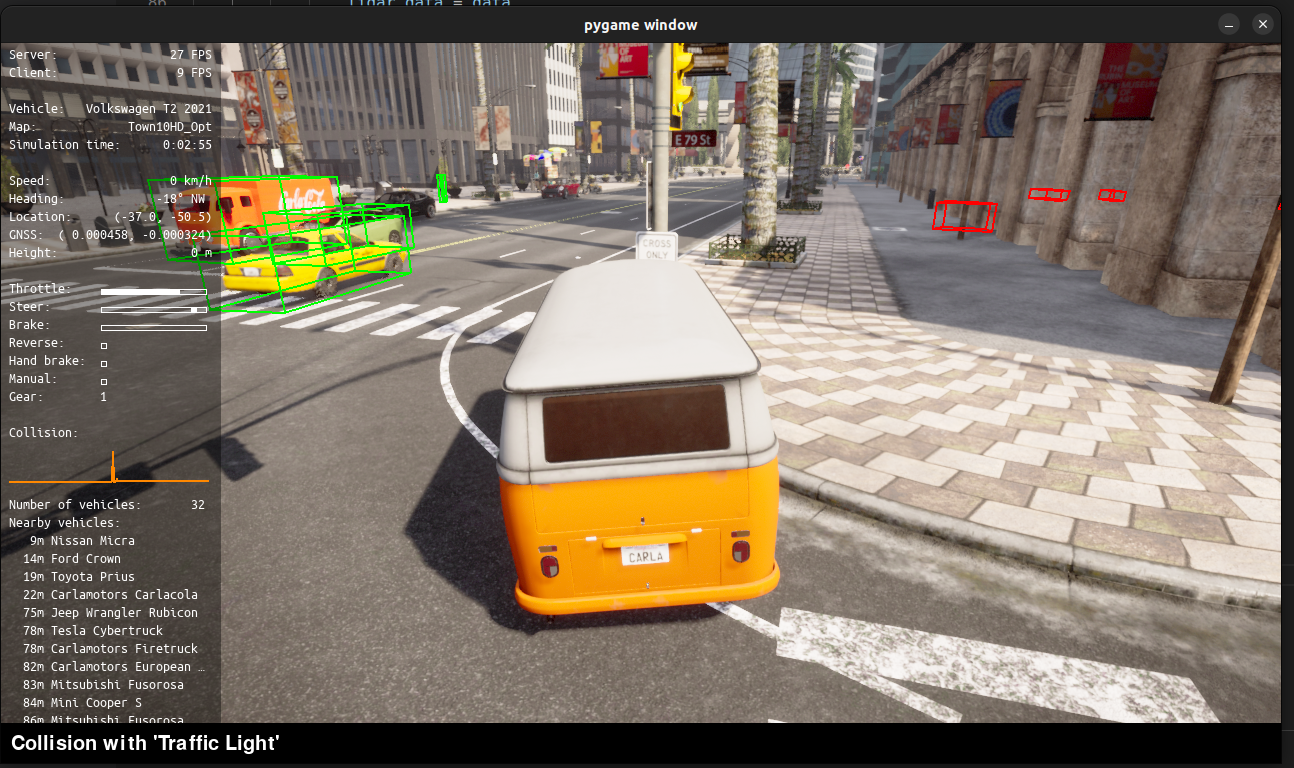 lidar_data = data
pygame window
Server: 27 FPS
Client: 9 FPS
Vehicle: Volkswagen T2 2021
Map: Town10HD_Opt
Simulation time: 0:02:55
Speed: 0 km/h
Heading: -18° NW
Location: (-37.0, -50.5)
GNSS: ( 0.000458, -0.000324)
Height: 0 m
Throttle:
Steer:
Brake:
Reverse:
Hand brake:
Manual:
Gear: 1
Collision:
Number of vehicles: 32
Nearby vehicles:
9m Nissan Micra
14m Ford Crown
19m Toyota Prius
22m Carlamotors Carlacola
75m Jeep Wrangler Rubicon
78m Tesla Cybertruck
78m Carlamotors Firetruck
82m Carlamotors European …
83m Mitsubishi Fusorosa
84m Mini Cooper S
86m Mitsubishi Fusorosa
E 79 St
CROSS
ONLY
CARLA
MUSEUM
OF
ART
Collision with 'Traffic Light'